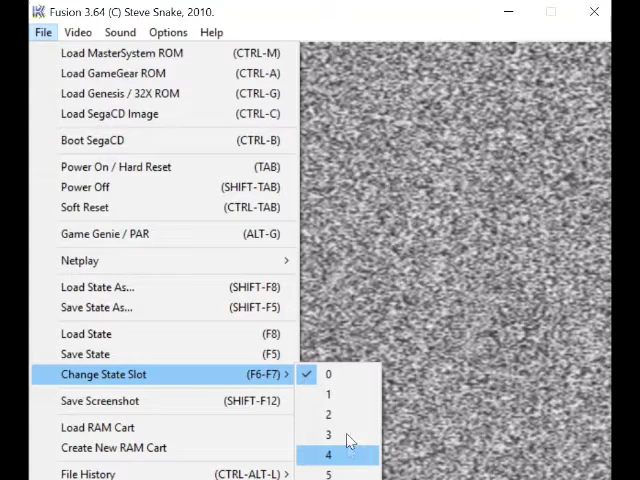 Fusion 3.64 (C) Steve Snake, 2010.
File Video Sound Options Help
Load MasterSystem ROM (CTRL-M)
Load GameGear ROM (CTRL-A)
Load Genesis / 32X ROM (CTRL-G)
Load SegaCD Image (CTRL-C)
Boot SegaCD (CTRL-B)
Power On / Hard Reset (TAB)
Power Off (SHIFT-TAB)
Soft Reset (CTRL-TAB)
Game Genie / PAR (ALT-G)
Netplay
Load State As... (SHIFT-F8)
Save State As... (SHIFT-F5)
Load State (F8)
Save State (F5)
Change State Slot (F6-F7)
Save Screenshot (SHIFT-F12)
Load RAM Cart
Create New RAM Cart
File History (CTRL-ALT-L)
0
1
2
3
4
5